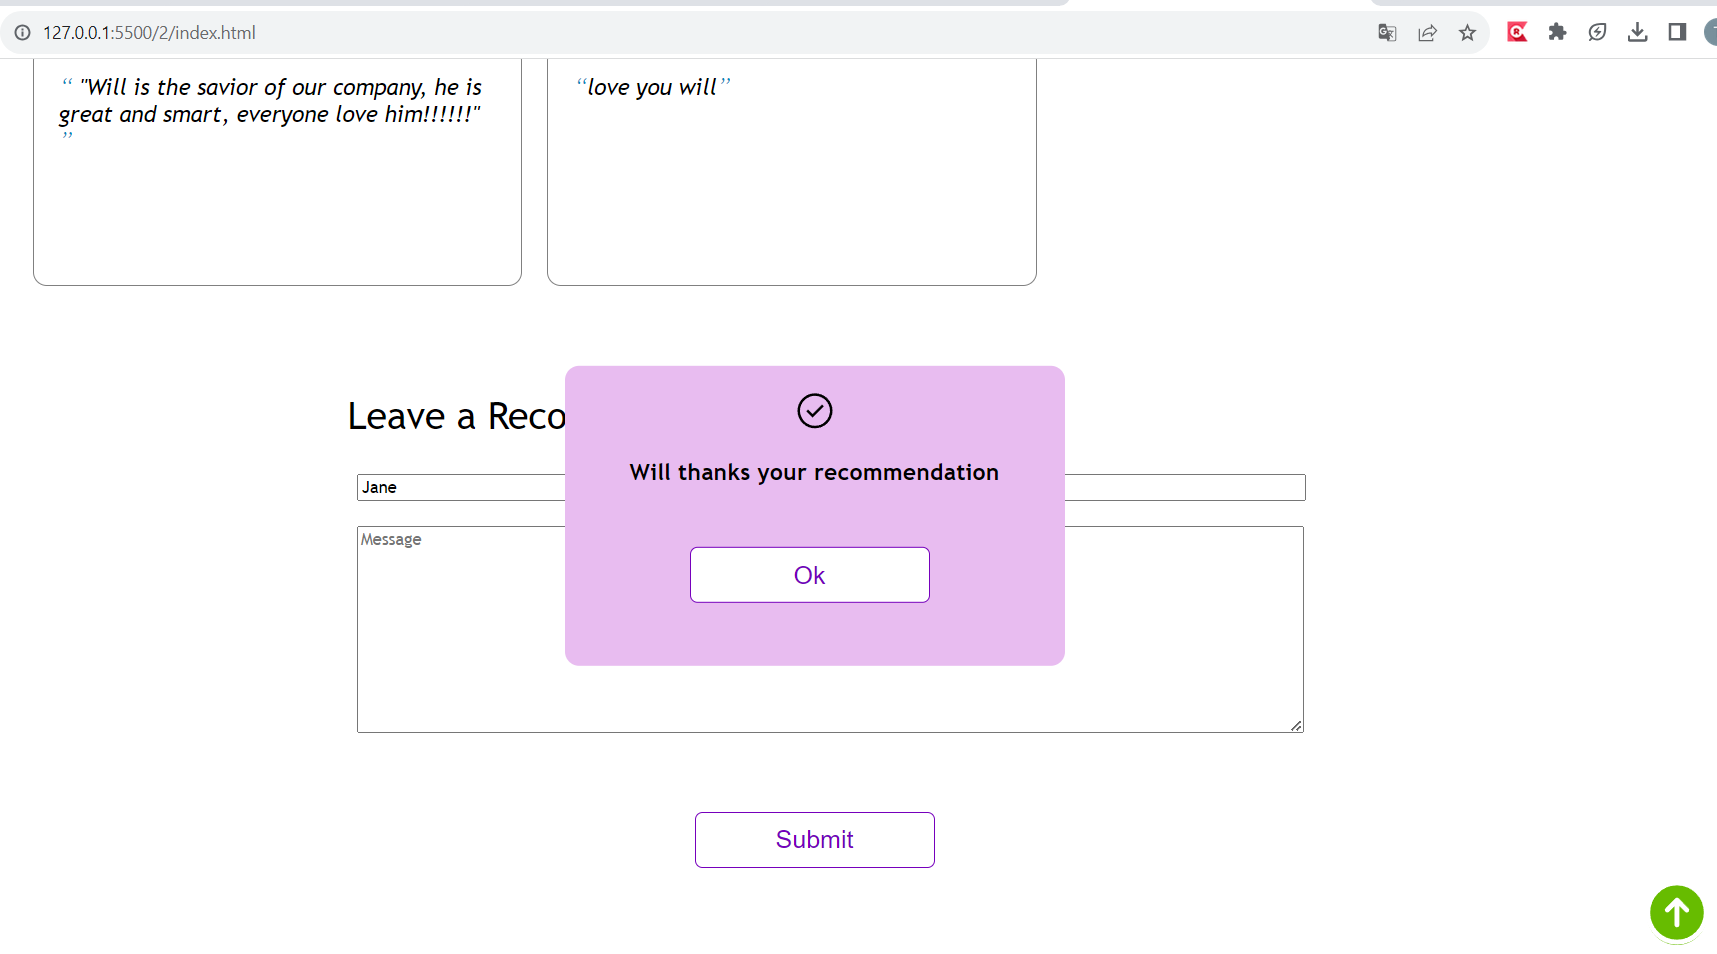 127.0.0.1:5500/2/index.html
“ "Will is the savior of our company, he is
great and smart, everyone love him!!!!!!"
”
“love you will”
Leave a Reco
Will thanks your recommendation
Jane
Message
Ok
Submit